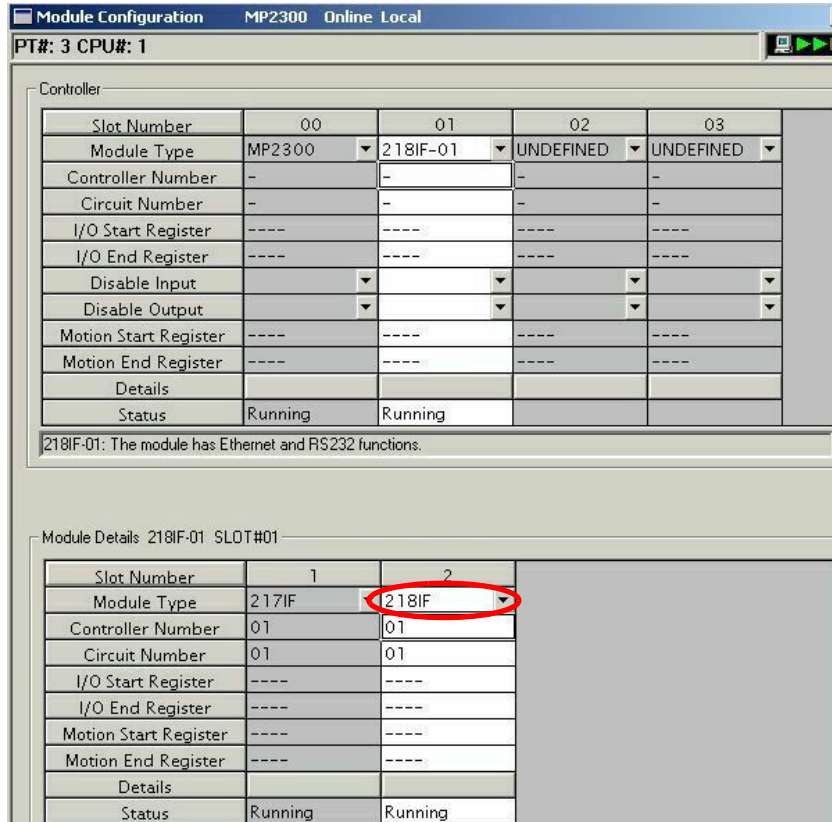 Module Configuration MP2300 Online Local
PT#: 3 CPU#: 1
Controller
Slot Number 00 01 02 03
Module Type MP2300 218IF-01 UNDEFINED UNDEFINED
Controller Number - - - -
Circuit Number - - - -
I/O Start Register ---- ---- ---- ----
I/O End Register ---- ---- ---- ----
Disable Input
Disable Output
Motion Start Register ---- ---- ---- ----
Motion End Register ---- ---- ---- ----
Details
Status Running Running
218IF-01: The module has Ethernet and RS232 functions.
Module Details 218IF-01 SLOT#01
Slot Number 1 2
Module Type 217IF 218IF
Controller Number 01 01
Circuit Number 01 01
I/O Start Register ---- ----
I/O End Register ---- ----
Motion Start Register ---- ----
Motion End Register ---- ----
Details
Status Running Running